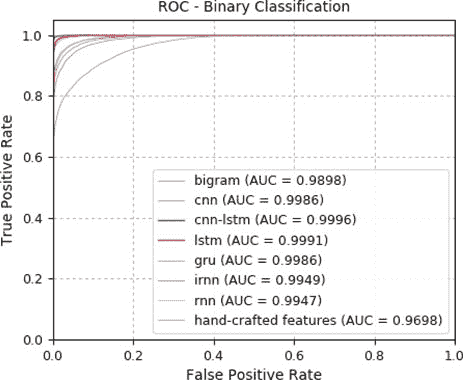 ROC - Binary Classification
True Positive Rate
1.0
0.8
0.6
0.4
0.2
0.0
bigram (AUC = 0.9898)
cnn (AUC = 0.9986)
cnn-lstm (AUC = 0.9996)
lstm (AUC = 0.9991)
gru (AUC = 0.9986)
irnn (AUC = 0.9949)
rnn (AUC = 0.9947)
hand-crafted features (AUC = 0.9698)
0.0 0.2 0.4 0.6 0.8 1.0
False Positive Rate